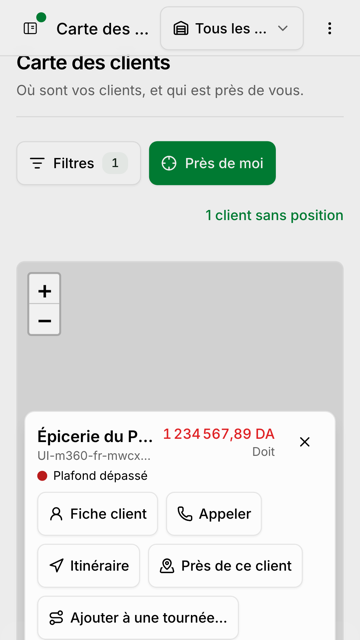 Carte des ...
Tous les ...
Carte des clients
Où sont vos clients, et qui est près de vous.
Filtres 1
Près de moi
1 client sans position
+
−
Épicerie du P... 1 234 567,89 DA
UI-m360-fr-mwcx... Doit
Plafond dépassé
Fiche client
Appeler
Itinéraire
Près de ce client
Ajouter à une tournée...